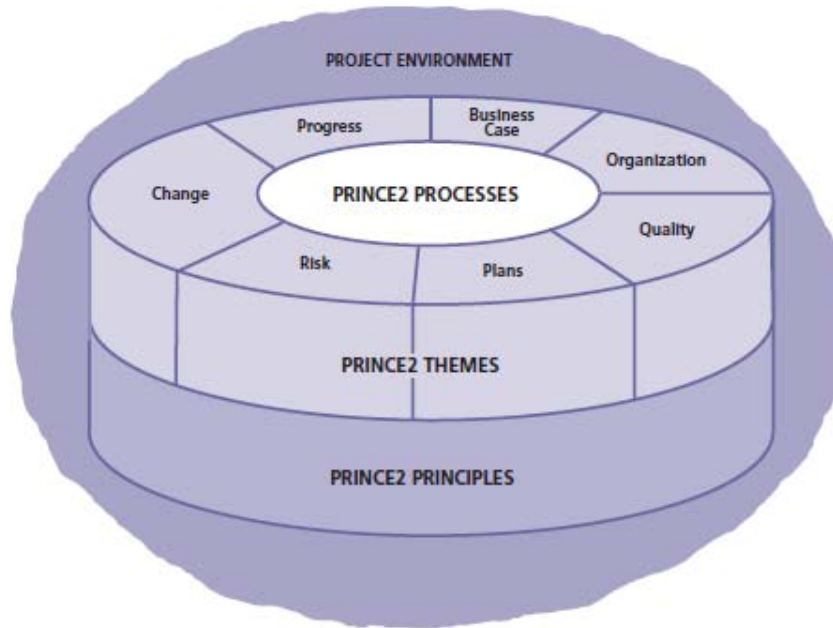 PROJECT ENVIRONMENT
Progress
Business
Case
Organization
Change
PRINCE2 PROCESSES
Quality
Risk
Plans
PRINCE2 THEMES
PRINCE2 PRINCIPLES